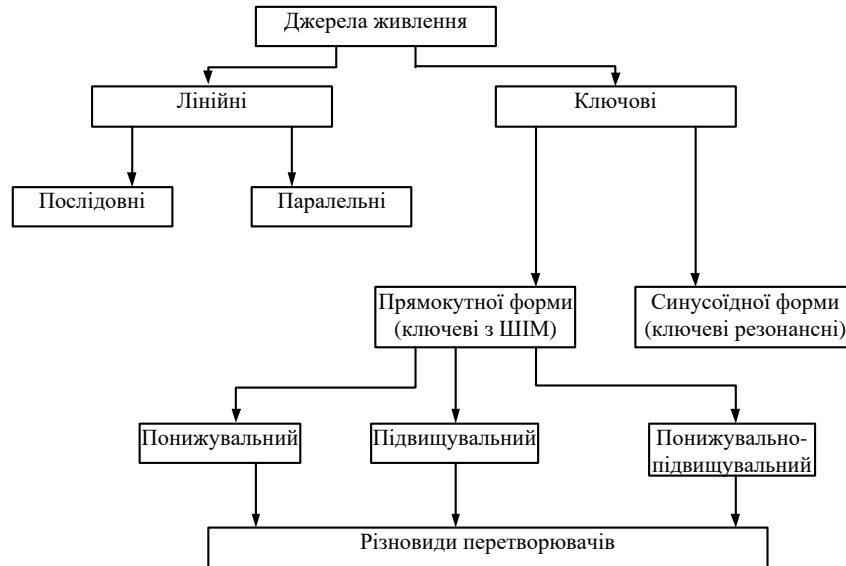 Джерела живлення
Лінійні
Ключові
Послідовні
Паралельні
Прямокутної форми
(ключеві з ШІМ)
Синусоїдної форми
(ключеві резонансні)
Понижувальний
Підвищувальний
Понижувально-
підвищувальний
Різновиди перетворювачів